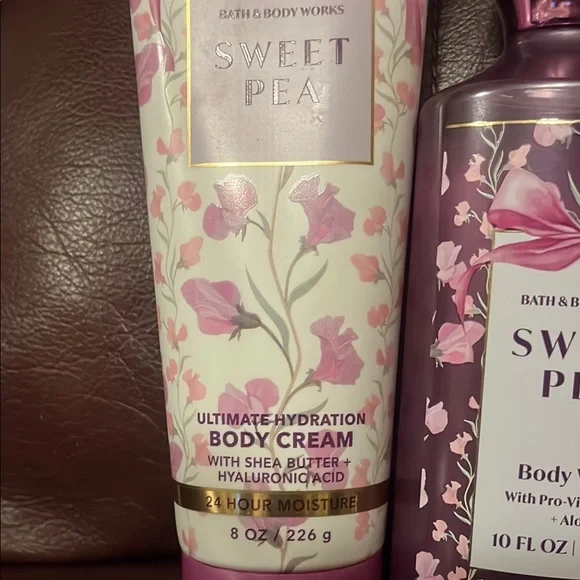 BATH & BODY WORKS
SWEET
PEA
ULTIMATE HYDRATION
BODY CREAM
WITH SHEA BUTTER +
HYALURONIC ACID
24 HOUR MOISTURE
8 OZ / 226 g
BATH & B
SW
P
Body
With Pro-Vi
+ Alo
10 FL OZ |